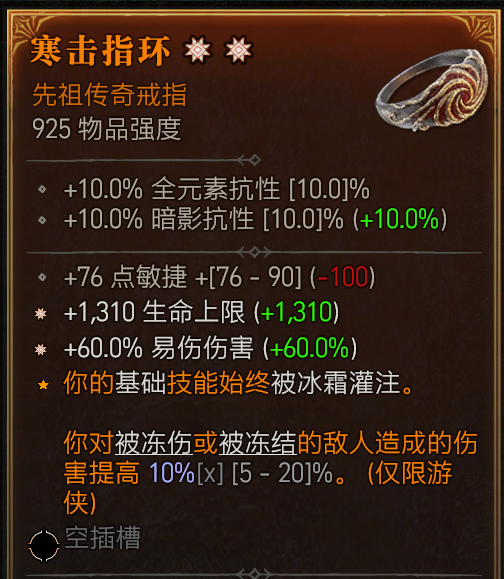 寒击指环
先祖传奇戒指
925 物品强度
+10.0% 全元素抗性 [10.0]%
+10.0% 暗影抗性 [10.0]% (+10.0%)
+76 点敏捷 +[76 - 90] (-100)
+1,310 生命上限 (+1,310)
+60.0% 易伤伤害 (+60.0%)
你的基础技能始终被冰霜灌注。
你对被冻伤或被冻结的敌人造成的伤
害提高 10%[x] [5 - 20]%。 (仅限游
侠)
空插槽